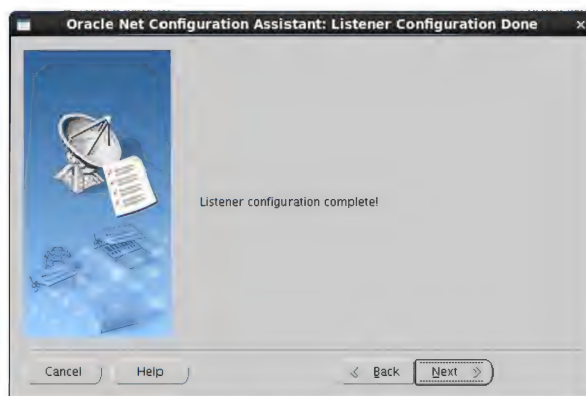 Oracle Net Configuration Assistant: Listener Configuration Done
Listener configuration complete!
Cancel
Help
Back
Next